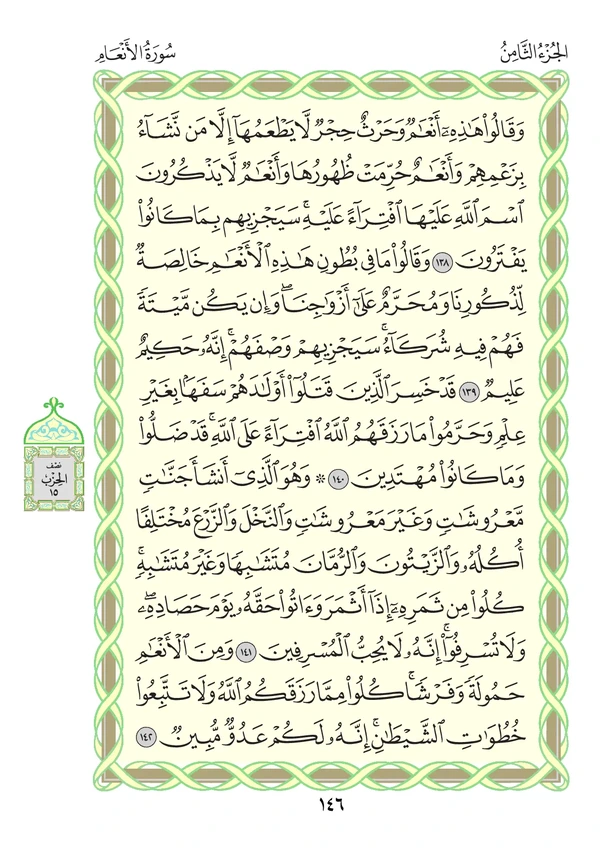 الجُزْءُ الثَّامِنُ
سُورَةُ الأَنْعَامِ
وَقَالُوا۟ هَـٰذِهِۦٓ أَنْعَـٰمٌ وَحَرْثٌ حِجْرٌ لَّا يَطْعَمُهَآ إِلَّا مَن نَّشَآءُ
بِزَعْمِهِمْ وَأَنْعَـٰمٌ حُرِّمَتْ ظُهُورُهَا وَأَنْعَـٰمٌ لَّا يَذْكُرُونَ
ٱسْمَ ٱللَّهِ عَلَيْهَا ٱفْتِرَآءً عَلَيْهِ ۚ سَيَجْزِيهِم بِمَا كَانُوا۟
يَفْتَرُونَ ١٣٨ وَقَالُوا۟ مَا فِى بُطُونِ هَـٰذِهِ ٱلْأَنْعَـٰمِ خَالِصَةٌ
لِّذُكُورِنَا وَمُحَرَّمٌ عَلَىٰٓ أَزْوَٰجِنَا ۖ وَإِن يَكُن مَّيْتَةً
فَهُمْ فِيهِ شُرَكَآءُ ۚ سَيَجْزِيهِمْ وَصْفَهُمْ ۚ إِنَّهُۥ حَكِيمٌ
عَلِيمٌ ١٣٩ قَدْ خَسِرَ ٱلَّذِينَ قَتَلُوٓا۟ أَوْلَـٰدَهُمْ سَفَهًۢا بِغَيْرِ
عِلْمٍ وَحَرَّمُوا۟ مَا رَزَقَهُمُ ٱللَّهُ ٱفْتِرَآءً عَلَى ٱللَّهِ ۚ قَدْ ضَلُّوا۟
وَمَا كَانُوا۟ مُهْتَدِينَ ١٤٠ ۞ وَهُوَ ٱلَّذِىٓ أَنشَأَ جَنَّـٰتٍ
مَّعْرُوشَـٰتٍ وَغَيْرَ مَعْرُوشَـٰتٍ وَٱلنَّخْلَ وَٱلزَّرْعَ مُخْتَلِفًا
أُكُلُهُۥ وَٱلزَّيْتُونَ وَٱلرُّمَّانَ مُتَشَـٰبِهًا وَغَيْرَ مُتَشَـٰبِهٍ ۚ
كُلُوا۟ مِن ثَمَرِهِۦٓ إِذَآ أَثْمَرَ وَءَاتُوا۟ حَقَّهُۥ يَوْمَ حَصَادِهِۦ ۖ
وَلَا تُسْرِفُوٓا۟ ۚ إِنَّهُۥ لَا يُحِبُّ ٱلْمُسْرِفِينَ ١٤١ وَمِنَ ٱلْأَنْعَـٰمِ
حَمُولَةً وَفَرْشًا ۚ كُلُوا۟ مِمَّا رَزَقَكُمُ ٱللَّهُ وَلَا تَتَّبِعُوا۟
خُطُوَٰتِ ٱلشَّيْطَـٰنِ ۚ إِنَّهُۥ لَكُمْ عَدُوٌّ مُّبِينٌ ١٤٢
نصف
الحزب
١٥
١٤٦